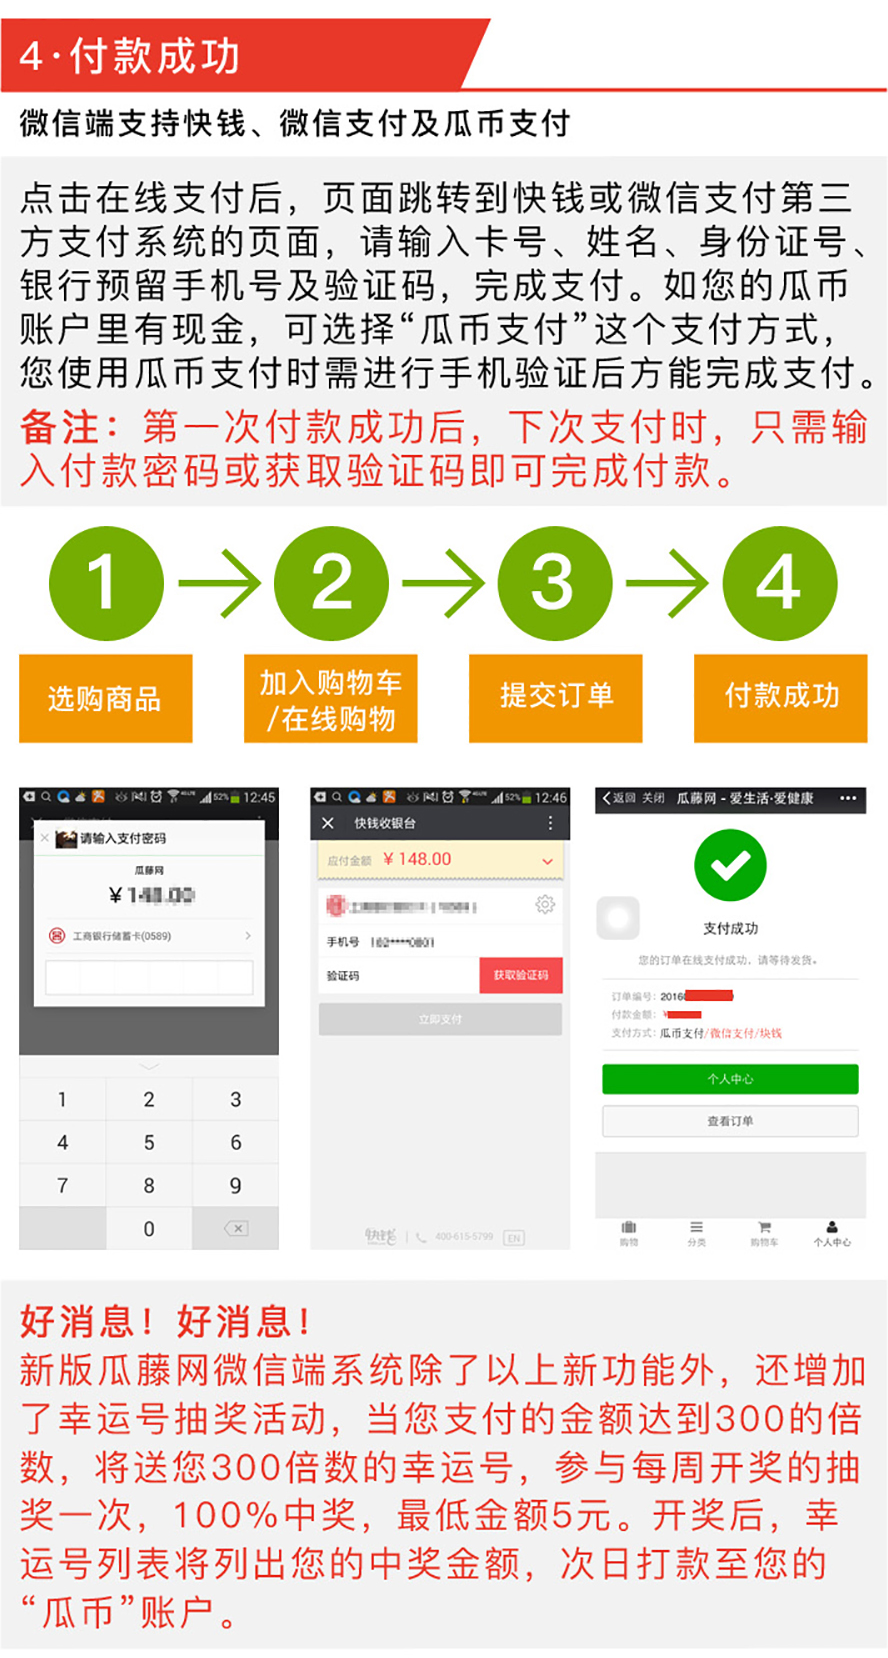 4·付款成功
微信端支持快钱、微信支付及瓜币支付
点击在线支付后，页面跳转到快钱或微信支付第三
方支付系统的页面，请输入卡号、姓名、身份证号、
银行预留手机号及验证码，完成支付。如您的瓜币
账户里有现金，可选择“瓜币支付”这个支付方式，
您使用瓜币支付时需进行手机验证后方能完成支付。
备注：第一次付款成功后，下次支付时，只需输
入付款密码或获取验证码即可完成付款。
1 2 3 4
选购商品
加入购物车
/在线购物
提交订单
付款成功
52% 12:45
请输入支付密码
瓜藤网
¥148.00
工商银行储蓄卡(0589)
1 2 3
4 5 6
7 8 9
0
52% 12:46
快钱收银台
应付金额 ¥148.00
手机号
验证码 获取验证码
立即支付
快钱 400-615-5799 EN
返回 关闭 瓜藤网 - 爱生活·爱健康
支付成功
您的订单在线支付成功，请等待发货。
订单编号：2016
付款金额：¥
支付方式：瓜币支付/微信支付/块钱
个人中心
查看订单
购物 分类 购物车 个人中心
好消息！好消息！
新版瓜藤网微信端系统除了以上新功能外，还增加
了幸运号抽奖活动，当您支付的金额达到300的倍
数，将送您300倍数的幸运号，参与每周开奖的抽
奖一次，100%中奖，最低金额5元。开奖后，幸
运号列表将列出您的中奖金额，次日打款至您的
“瓜币”账户。